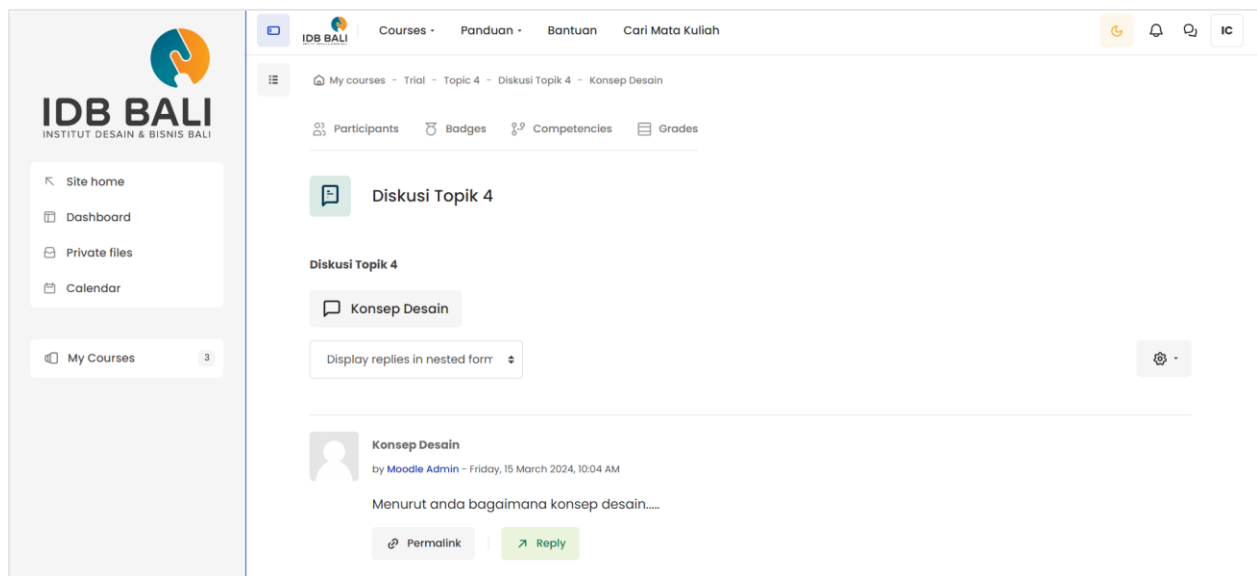 IDB BALI
INSTITUT DESAIN & BISNIS BALI
Site home
Dashboard
Private files
Calendar
My Courses 3
IDB BALI Courses Panduan Bantuan Cari Mata Kuliah IC
My courses - Trial - Topic 4 - Diskusi Topik 4 - Konsep Desain
Participants Badges Competencies Grades
Diskusi Topik 4
Diskusi Topik 4
Konsep Desain
Display replies in nested form
Konsep Desain
by Moodle Admin - Friday, 15 March 2024, 10:04 AM
Menurut anda bagaimana konsep desain.....
Permalink Reply